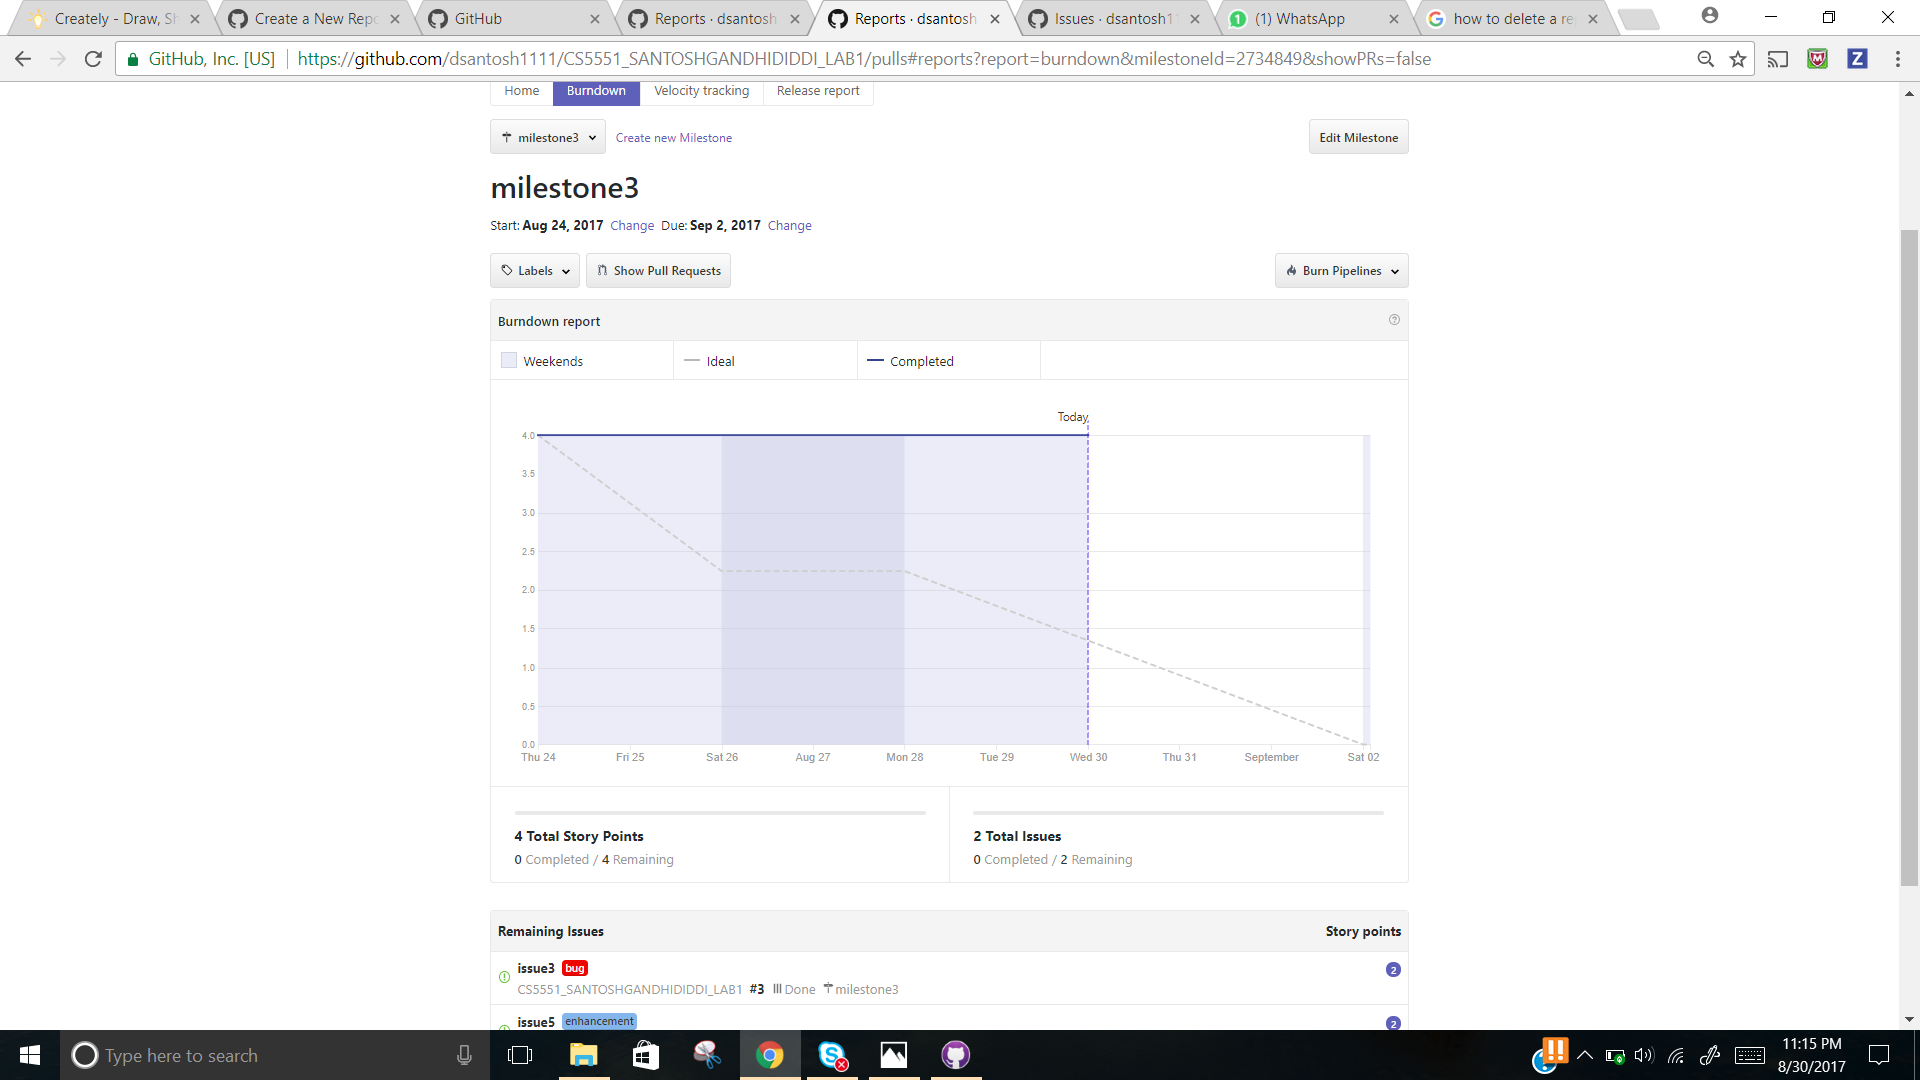 Creately - Draw, Sh
Create a New Repo
GitHub
Reports · dsantosh
Reports · dsantosh
Issues · dsantosh11
(1) WhatsApp
how to delete a re
GitHub, Inc. [US]
https://github.com/dsantosh1111/CS5551_SANTOSHGANDHIDIDDI_LAB1/pulls#reports?report=burndown&milestoneId=2734849&showPRs=false
Z
Home Burndown Velocity tracking Release report
milestone3 Create new Milestone Edit Milestone
milestone3
Start: Aug 24, 2017 Change Due: Sep 2, 2017 Change
Labels Show Pull Requests Burn Pipelines
Burndown report
Weekends Ideal Completed
Today
4.0
3.5
3.0
2.5
2.0
1.5
1.0
0.5
0.0
Thu 24 Fri 25 Sat 26 Aug 27 Mon 28 Tue 29 Wed 30 Thu 31 September Sat 02
4 Total Story Points
0 Completed / 4 Remaining
2 Total Issues
0 Completed / 2 Remaining
Remaining Issues Story points
issue3 bug 2
CS5551_SANTOSHGANDHIDIDDI_LAB1 #3 Done milestone3
issue5 enhancement 2
Type here to search
11:15 PM
8/30/2017